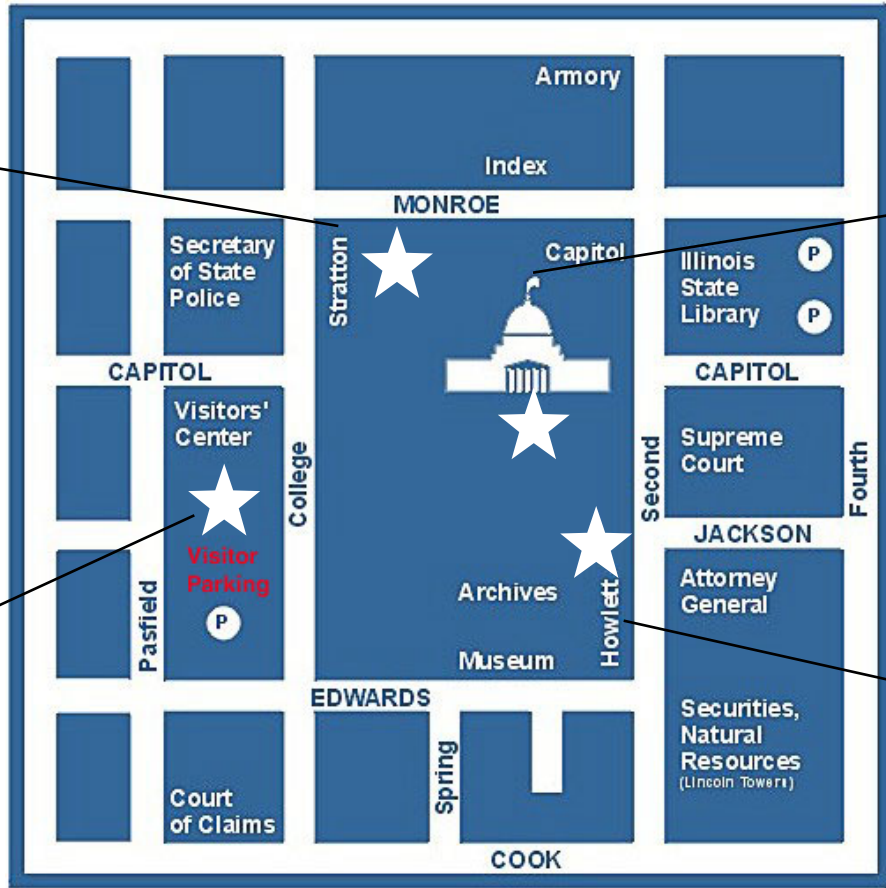 Armory
Index
MONROE
Secretary
of State
Police
Stratton
Capitol
Illinois
State
Library
P
P
CAPITOL
CAPITOL
Visitors'
Center
College
Second
Supreme
Court
Fourth
JACKSON
Visitor
Parking
P
Pasfield
Archives
Howlett
Museum
Attorney
General
EDWARDS
Securities,
Natural
Resources
(Lincoln Towers)
Spring
Court
of Claims
COOK